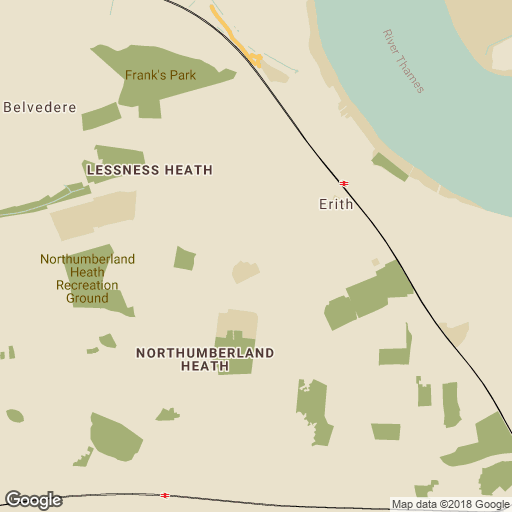 Frank's Park
River Thames
Belvedere
LESSNESS HEATH
Erith
Northumberland
Heath
Recreation
Ground
NORTHUMBERLAND
HEATH
Google
Map data ©2018 Google